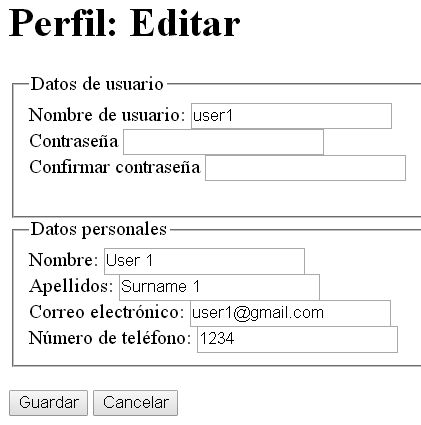 Perfil: Editar
Datos de usuario
Nombre de usuario: user1
Contraseña
Confirmar contraseña
Datos personales
Nombre: User 1
Apellidos: Surname 1
Correo electrónico: user1@gmail.com
Número de teléfono: 1234
Guardar Cancelar